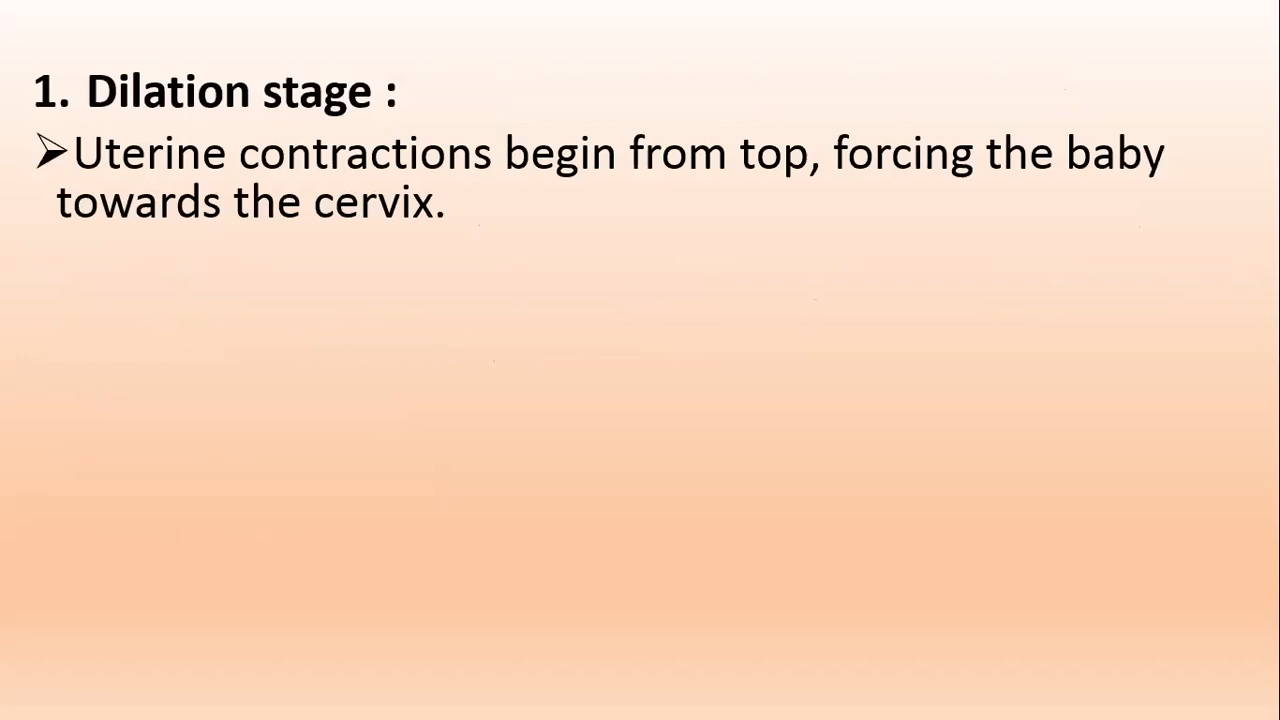 1. Dilation stage :
➢Uterine contractions begin from top, forcing the baby
towards the cervix.